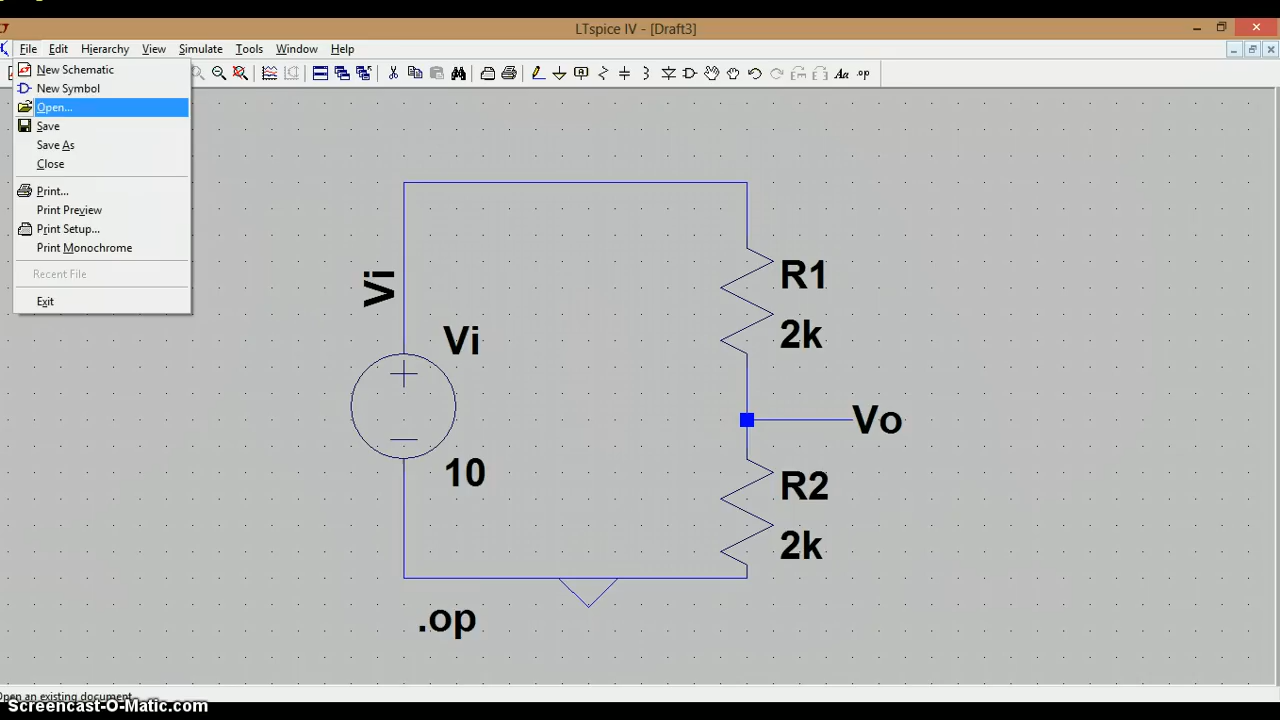 LTspice IV - [Draft3]
File Edit Hierarchy View Simulate Tools Window Help
Aa .op
New Schematic
New Symbol
Open...
Save
Save As
Close
Print...
Print Preview
Print Setup...
Print Monochrome
Recent File
Exit
Vi
Vi
10
R1
2k
Vo
R2
2k
.op
Open an existing document
Screencast-O-Matic.com